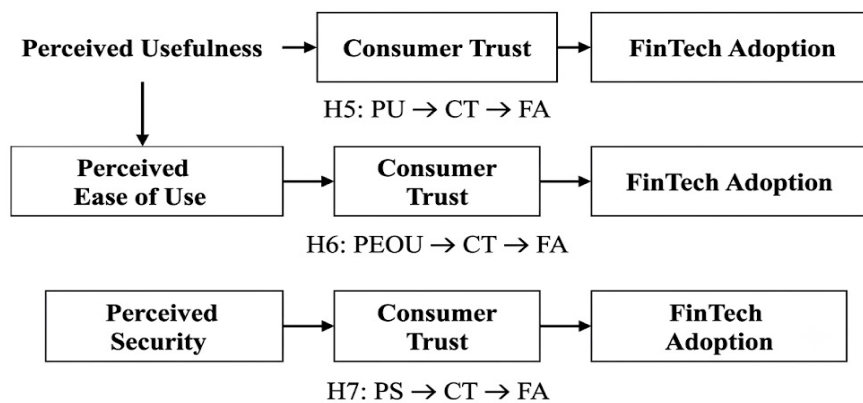 Perceived Usefulness
Consumer Trust
FinTech Adoption
H5: PU → CT → FA
Perceived
Ease of Use
Consumer
Trust
FinTech Adoption
H6: PEOU → CT → FA
Perceived
Security
Consumer
Trust
FinTech
Adoption
H7: PS → CT → FA